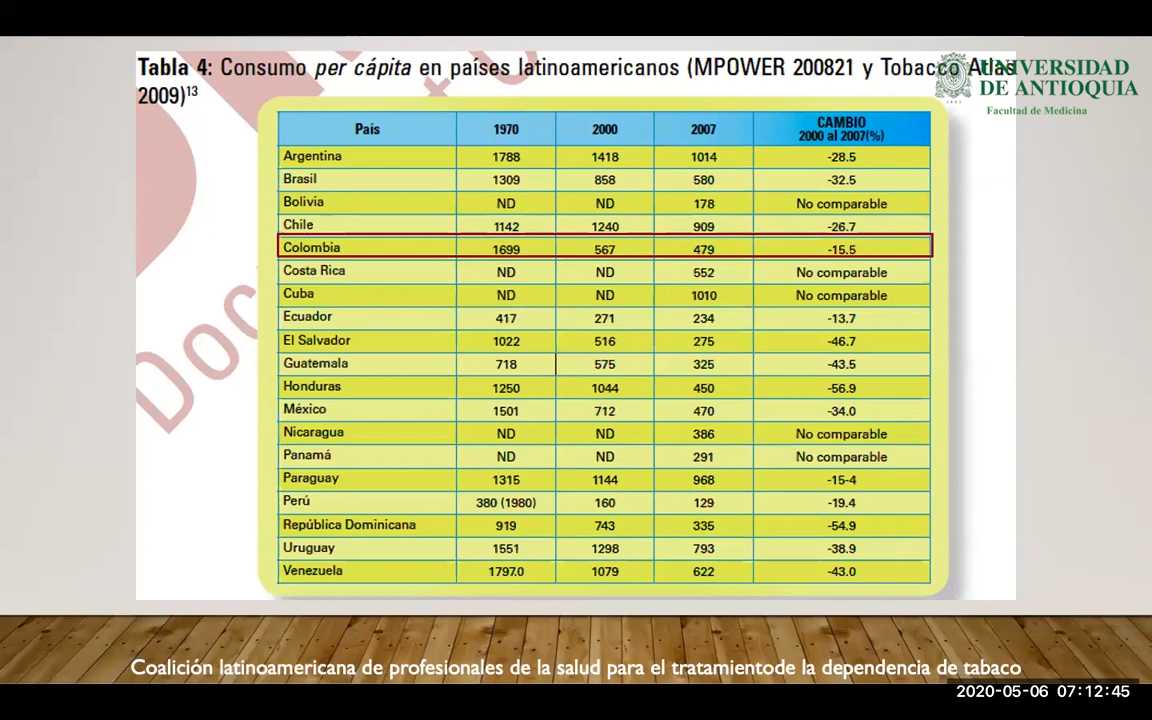 Tabla 4: Consumo per cápita en países latinoamericanos (MPOWER 200821 y Tobacco Atlas
2009)13
UNIVERSIDAD
DE ANTIOQUIA
Facultad de Medicina
País 1970 2000 2007 CAMBIO
2000 al 2007(%)
Argentina 1788 1418 1014 -28.5
Brasil 1309 858 580 -32.5
Bolivia ND ND 178 No comparable
Chile 1142 1240 909 -26.7
Colombia 1699 567 479 -15.5
Costa Rica ND ND 552 No comparable
Cuba ND ND 1010 No comparable
Ecuador 417 271 234 -13.7
El Salvador 1022 516 275 -46.7
Guatemala 718 575 325 -43.5
Honduras 1250 1044 450 -56.9
México 1501 712 470 -34.0
Nicaragua ND ND 386 No comparable
Panamá ND ND 291 No comparable
Paraguay 1315 1144 968 -15-4
Perú 380 (1980) 160 129 -19.4
República Dominicana 919 743 335 -54.9
Uruguay 1551 1298 793 -38.9
Venezuela 1797.0 1079 622 -43.0
Doc
Coalición latinoamericana de profesionales de la salud para el tratamientode la dependencia de tabaco
2020-05-06 07:12:45